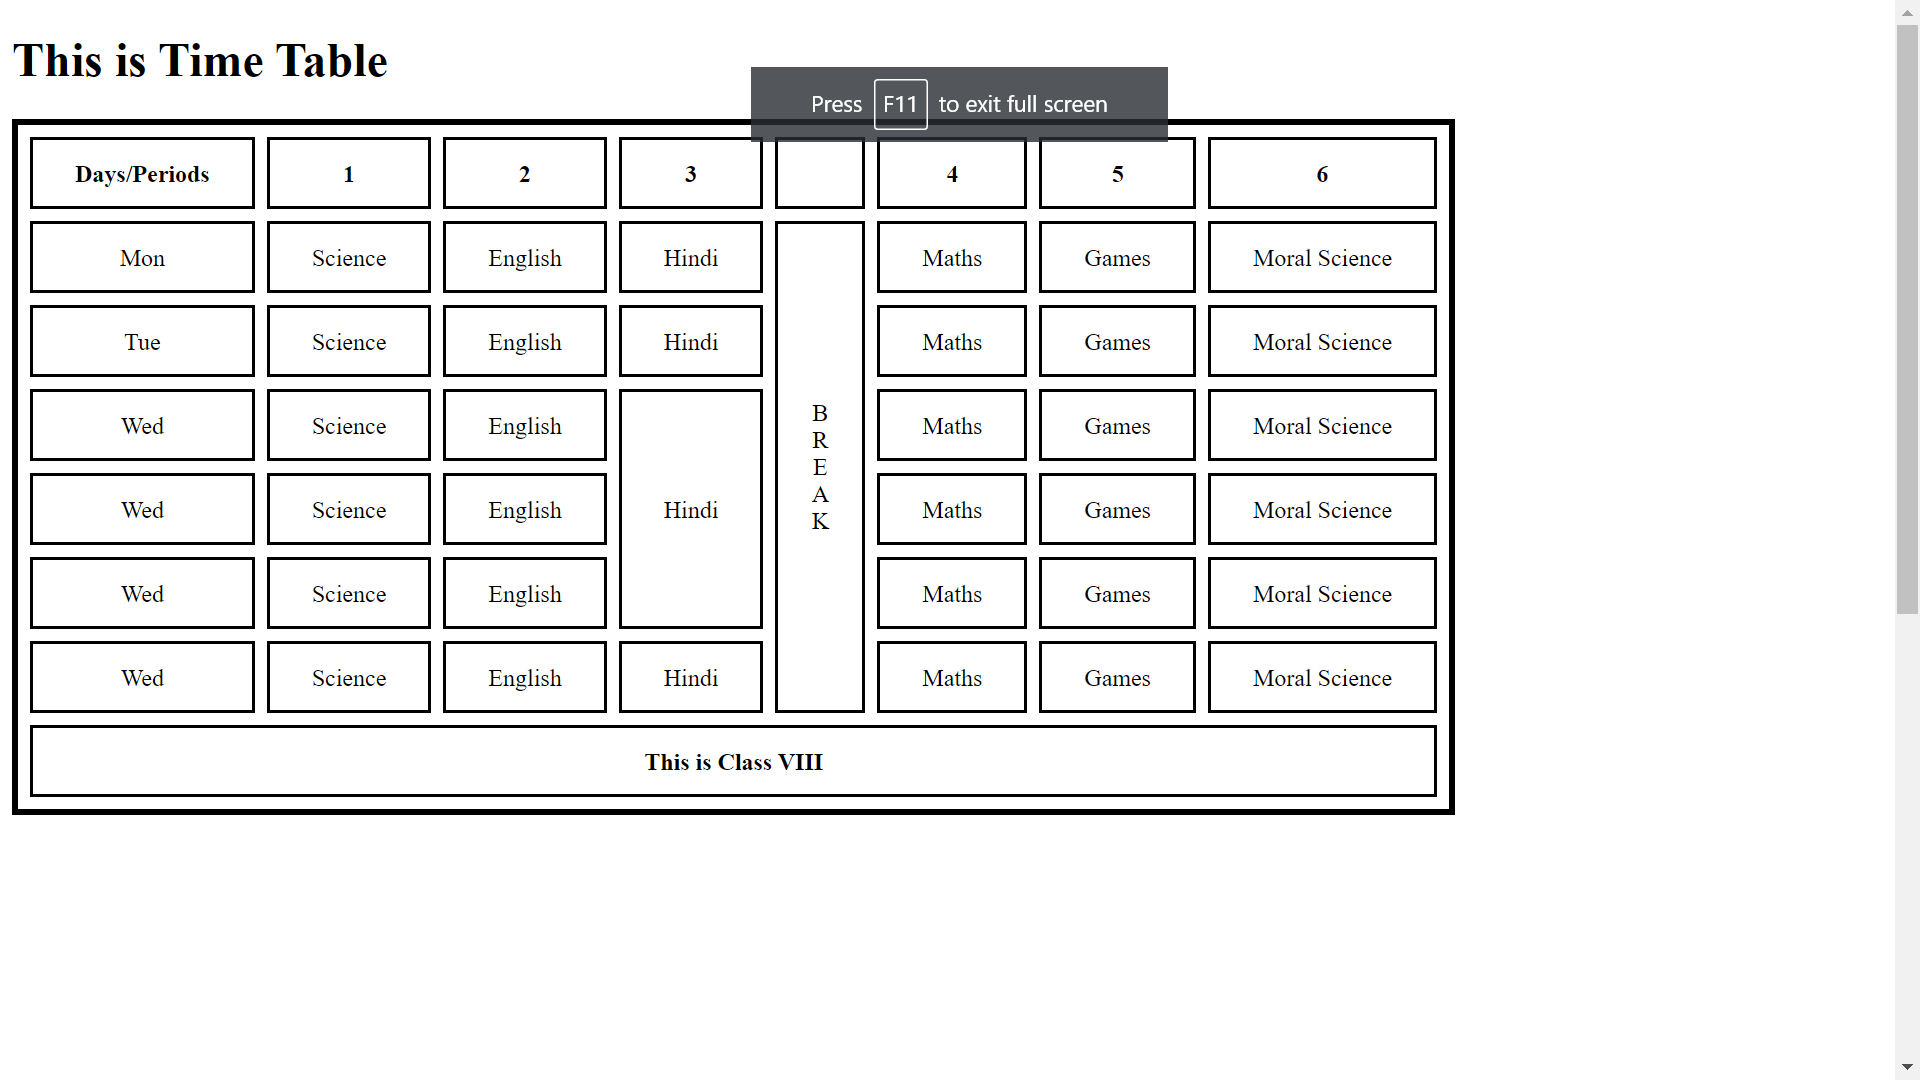 This is Time Table
Press F11 to exit full screen
Days/Periods 1 2 3 4 5 6
Mon Science English Hindi Maths Games Moral Science
Tue Science English Hindi Maths Games Moral Science
Wed Science English Maths Games Moral Science
B
R
E
A
K
Wed Science English Hindi Maths Games Moral Science
Wed Science English Maths Games Moral Science
Wed Science English Hindi Maths Games Moral Science
This is Class VIII